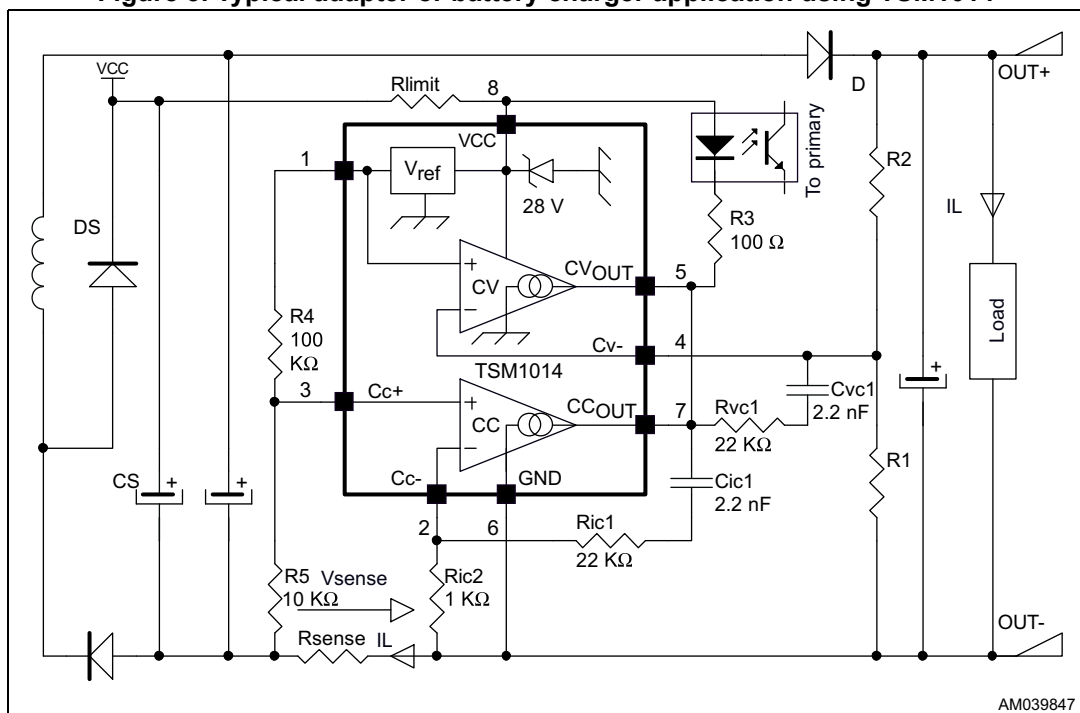 Typical adapter or battery charger application using TSM1014
VCC
Rlimit
8
D
OUT+
VCC
1
Vref
28 V
To primary
R2
DS
R3
100 Ω
IL
CVOUT
5
+
CV
−
R4
100
KΩ
Load
Cv-
4
TSM1014
Cvc1
2.2 nF
+
3
Cc+
+
CC
−
CCOUT
7
Rvc1
22 KΩ
R1
CS
+
+
Cc-
GND
Cic1
2.2 nF
2
6
Ric1
22 KΩ
R5
10 KΩ
Vsense
Ric2
1 KΩ
Rsense
IL
OUT-
AM039847